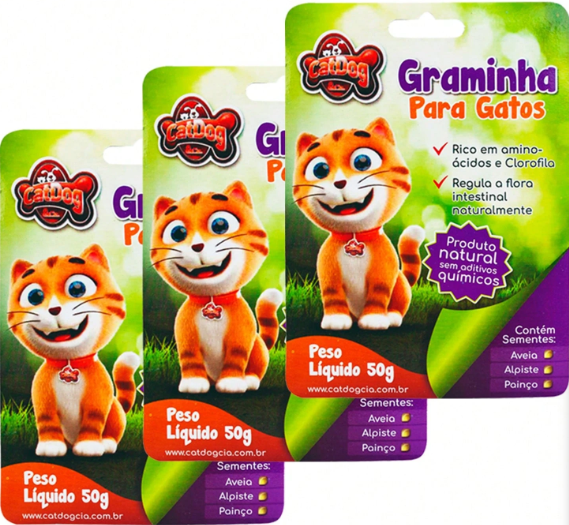 CatDog
Graminha
Para Gatos
Rico em amino-
ácidos e Clorofila
Regula a flora
intestinal
naturalmente
Produto
natural
sem aditivos
químicos
Contém
Sementes:
Aveia
Alpiste
Painço
Peso
Líquido 50g
www.catdogcia.com.br
CatDog
G
Pa
Sementes:
Aveia
Alpiste
Painço
Peso
Líquido 50g
www.catdogcia.com.br
CatDog
G
Pa
Sementes:
Aveia
Alpiste
Painço
Peso
Líquido 50g
www.catdogcia.com.br